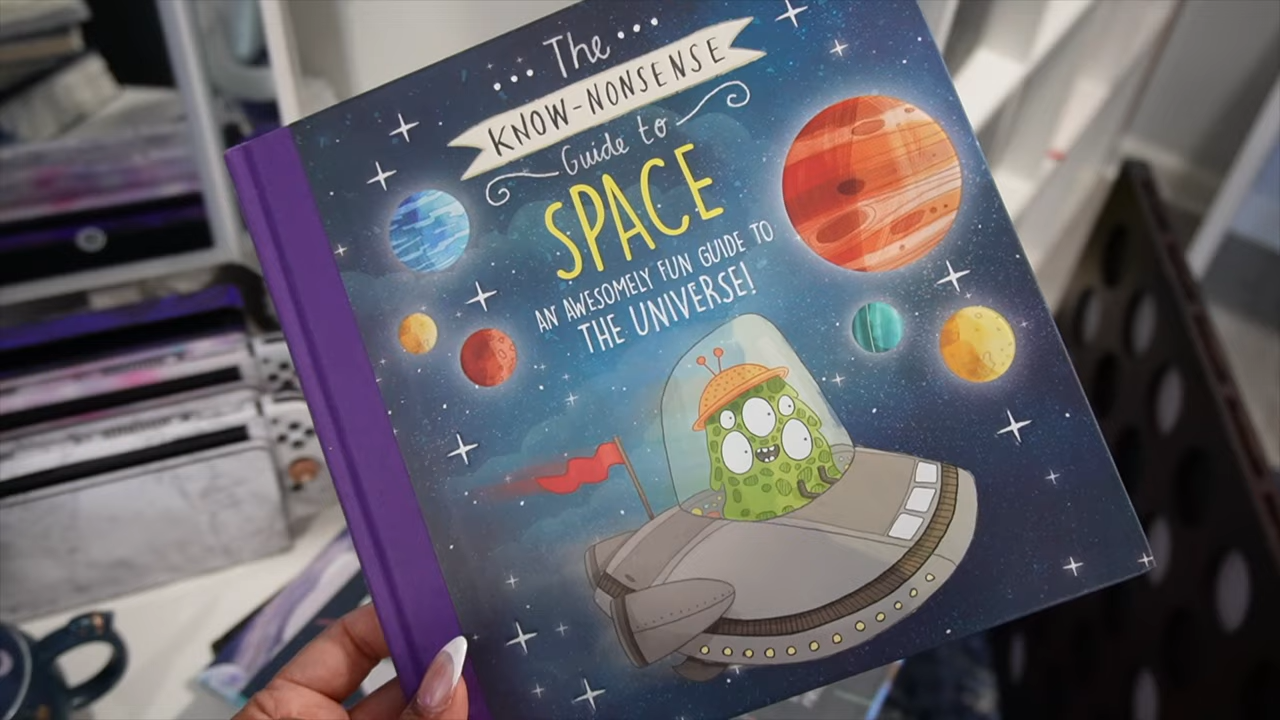 The
KNOW-NONSENSE
Guide to
SPACE
AN AWESOMELY FUN GUIDE TO
THE UNIVERSE!